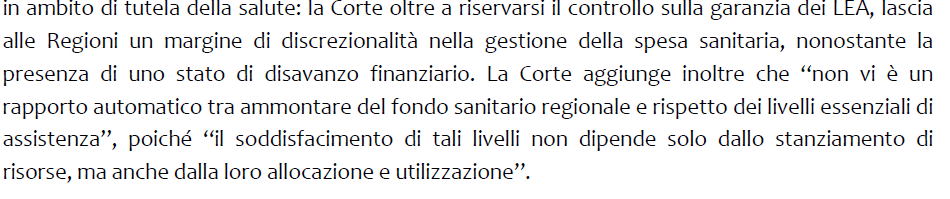 in ambito di tutela della salute: la Corte oltre a riservarsi il controllo sulla garanzia dei LEA, lascia
alle Regioni un margine di discrezionalità nella gestione della spesa sanitaria, nonostante la
presenza di uno stato di disavanzo finanziario. La Corte aggiunge inoltre che “non vi è un
rapporto automatico tra ammontare del fondo sanitario regionale e rispetto dei livelli essenziali di
assistenza”, poiché “il soddisfacimento di tali livelli non dipende solo dallo stanziamento di
risorse, ma anche dalla loro allocazione e utilizzazione”.